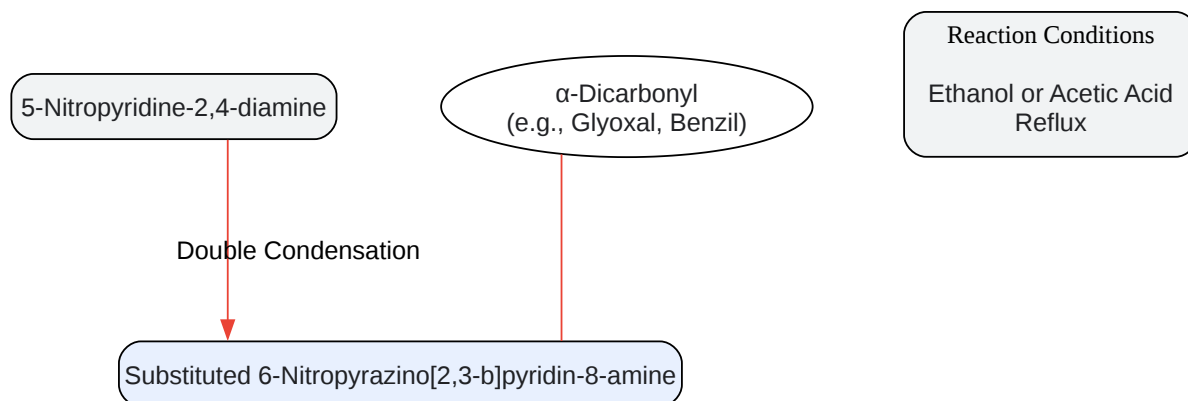 Reaction Conditions
Ethanol or Acetic Acid
Reflux
5-Nitropyridine-2,4-diamine
α-Dicarbonyl
(e.g., Glyoxal, Benzil)
Double Condensation
Substituted 6-Nitropyrazino[2,3-b]pyridin-8-amine